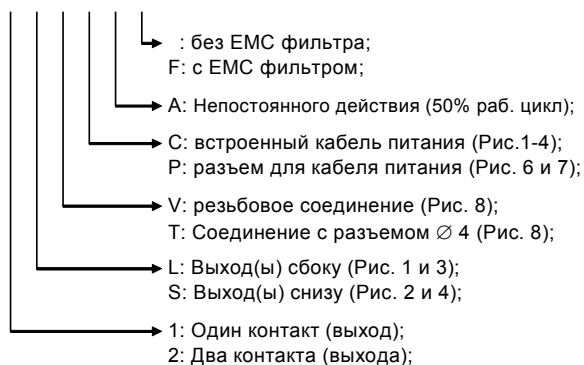 : без EMC фильтра;
F: с EMC фильтром;
A: Непостоянного действия (50% раб. цикл);
C: встроенный кабель питания (Рис.1-4);
P: разъем для кабеля питания (Рис. 6 и 7);
V: резьбовое соединение (Рис. 8);
T: Соединение с разъемом ∅ 4 (Рис. 8);
L: Выход(ы) сбоку (Рис. 1 и 3);
S: Выход(ы) снизу (Рис. 2 и 4);
1: Один контакт (выход);
2: Два контакта (выхода);